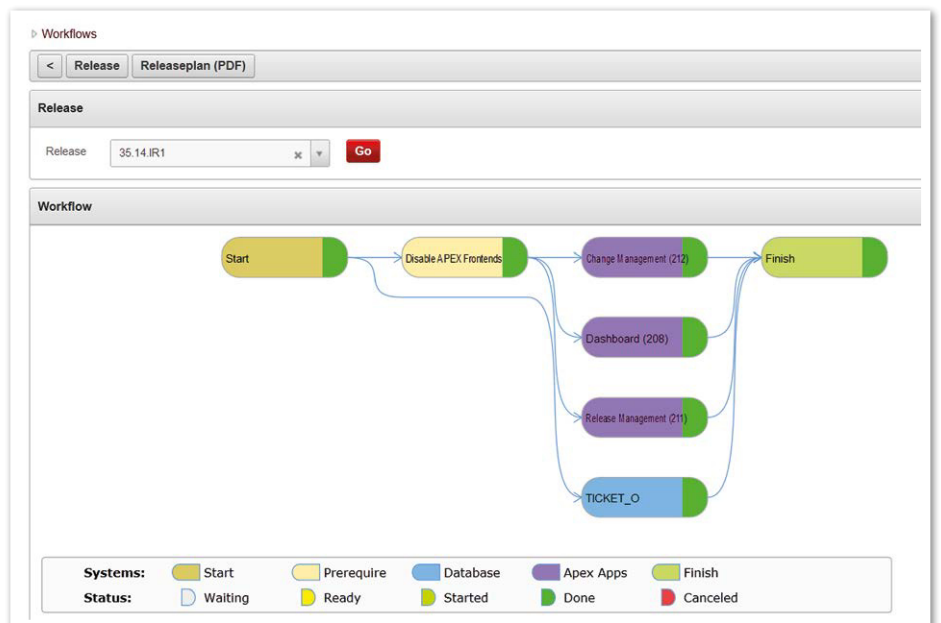 Workflows
< Release Releaseplan (PDF)
Release
Release 35.14.IR1 Go
Workflow
Start Disable APEX Frontends Change Management (212) Finish
Dashboard (208)
Release Management (211)
TICKET_O
Systems: Start Prerequire Database Apex Apps Finish
Status: Waiting Ready Started Done Canceled